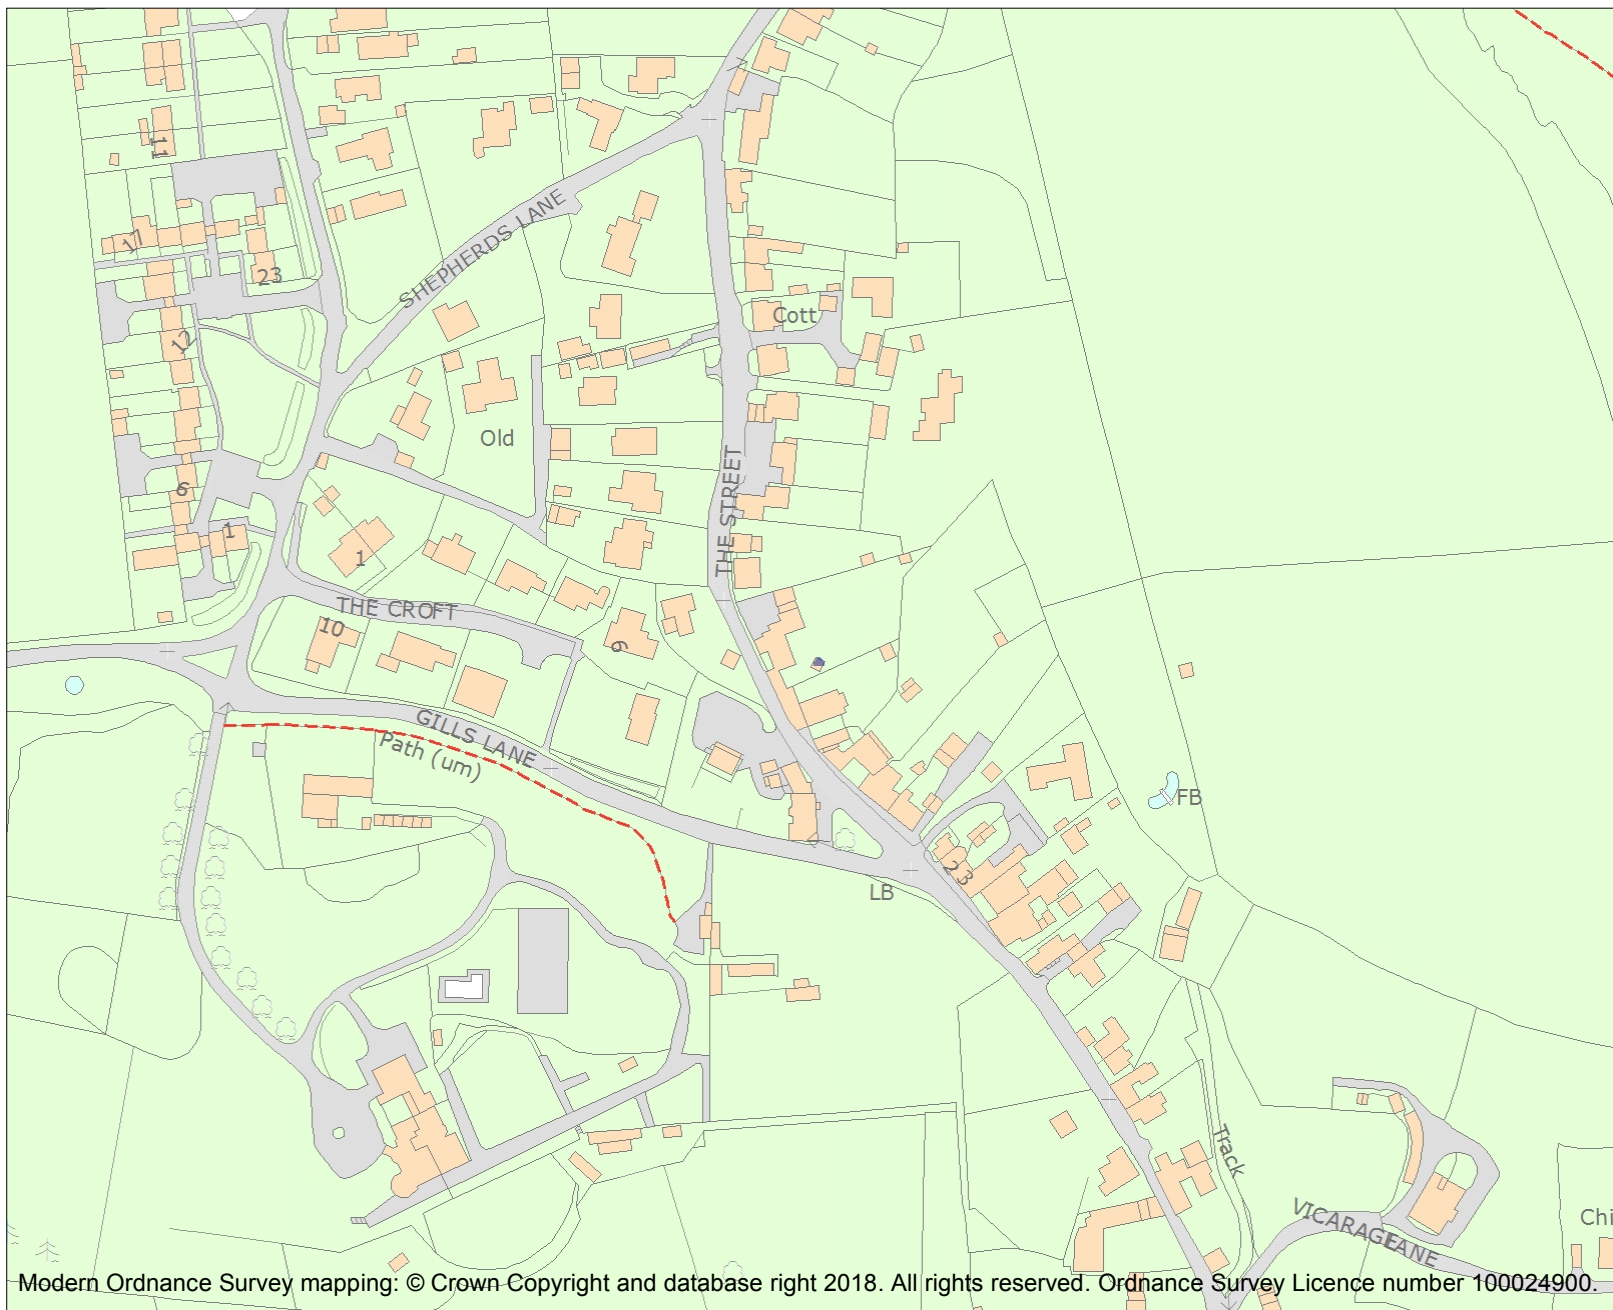 11
SHEPHERDS LANE
17
23
Cott
12
Old
THE STREET
6
1
1
THE CROFT
10
9
GILLS LANE
Path (um)
FB
23
LB
Track
VICARAGE LANE
Chi
Modern Ordnance Survey mapping: © Crown Copyright and database right 2018. All rights reserved. Ordnance Survey Licence number 100024900.